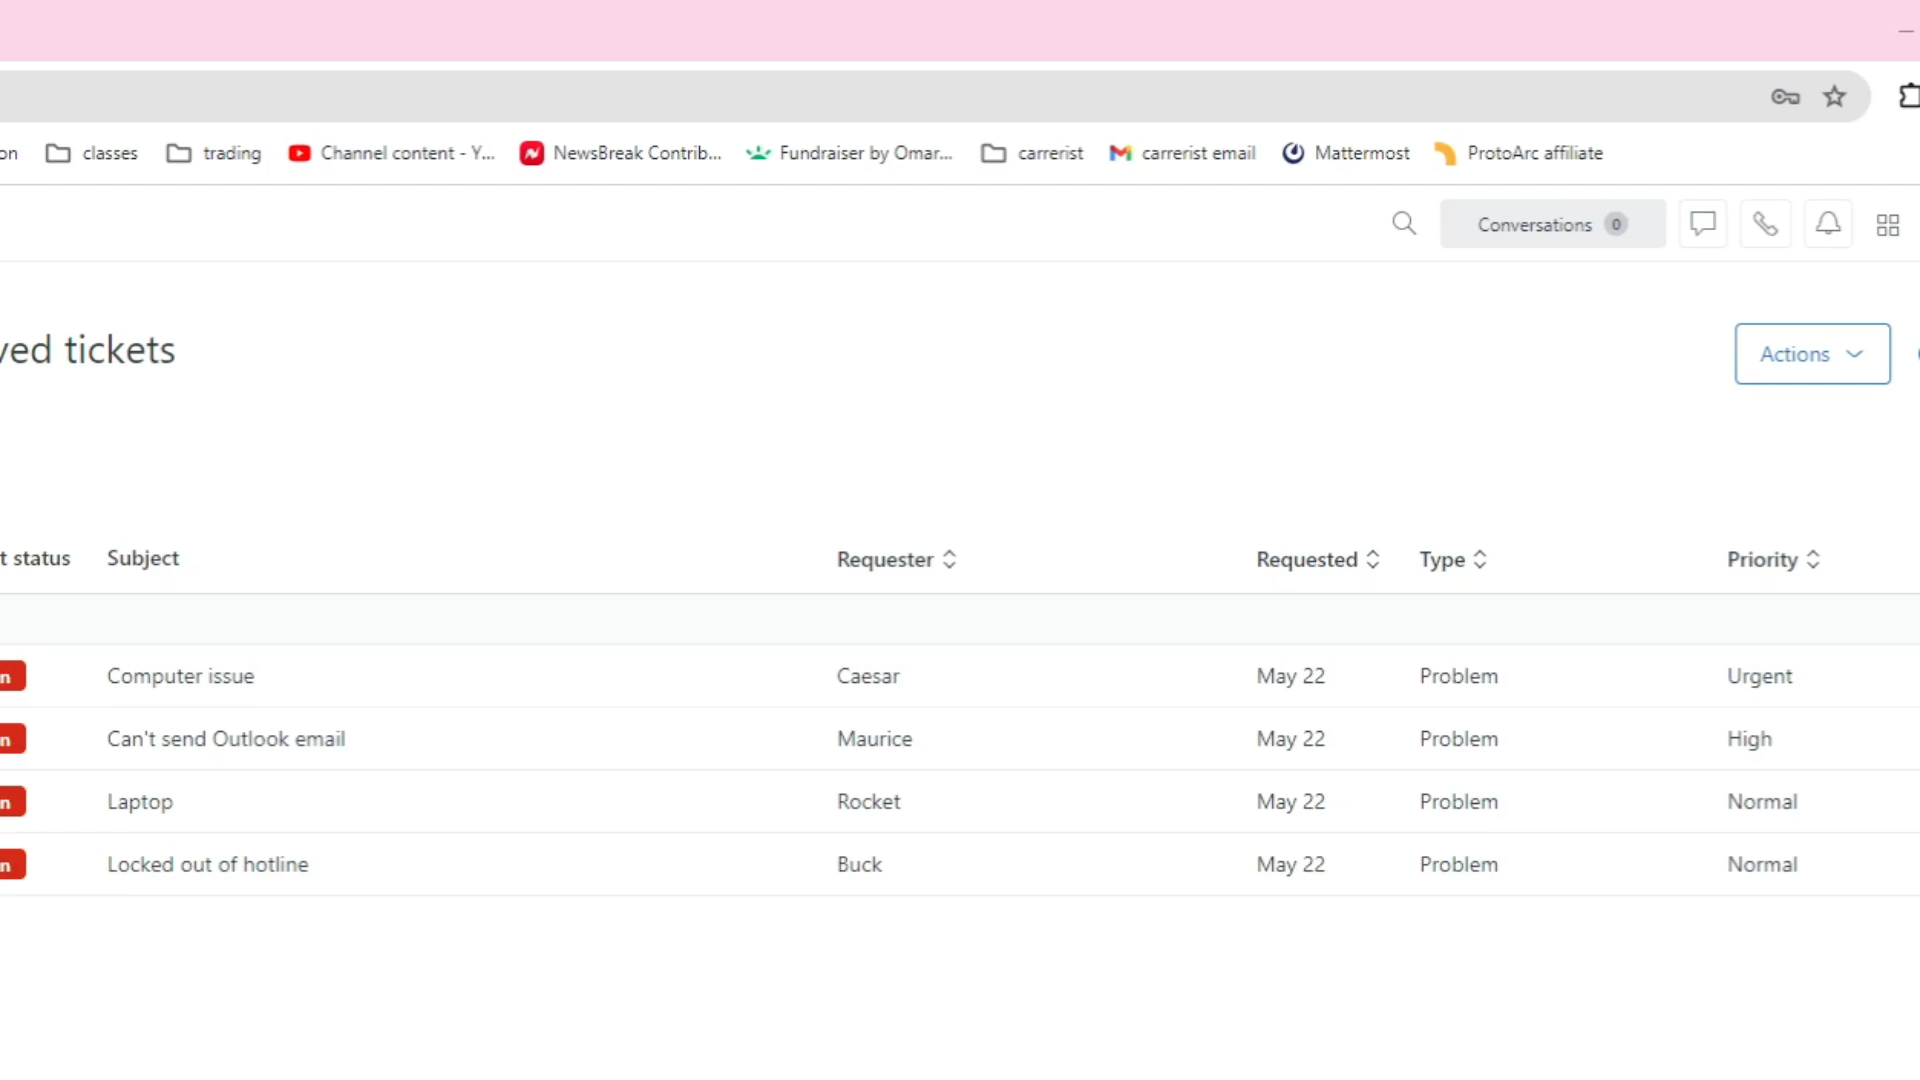 on classes trading Channel content - Y... NewsBreak Contrib... Fundraiser by Omar... carrerist carrerist email Mattermost ProtoArc affiliate
Conversations 0
ved tickets
Actions
t status Subject Requester Requested Type Priority
n Computer issue Caesar May 22 Problem Urgent
n Can't send Outlook email Maurice May 22 Problem High
n Laptop Rocket May 22 Problem Normal
n Locked out of hotline Buck May 22 Problem Normal